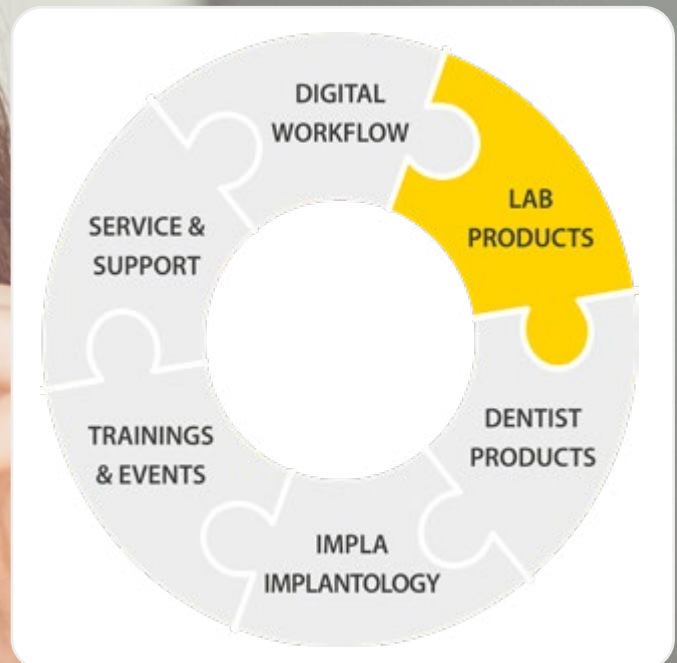 DIGITAL
WORKFLOW
LAB
PRODUCTS
DENTIST
PRODUCTS
IMPLA
IMPLANTOLOGY
TRAININGS
& EVENTS
SERVICE &
SUPPORT